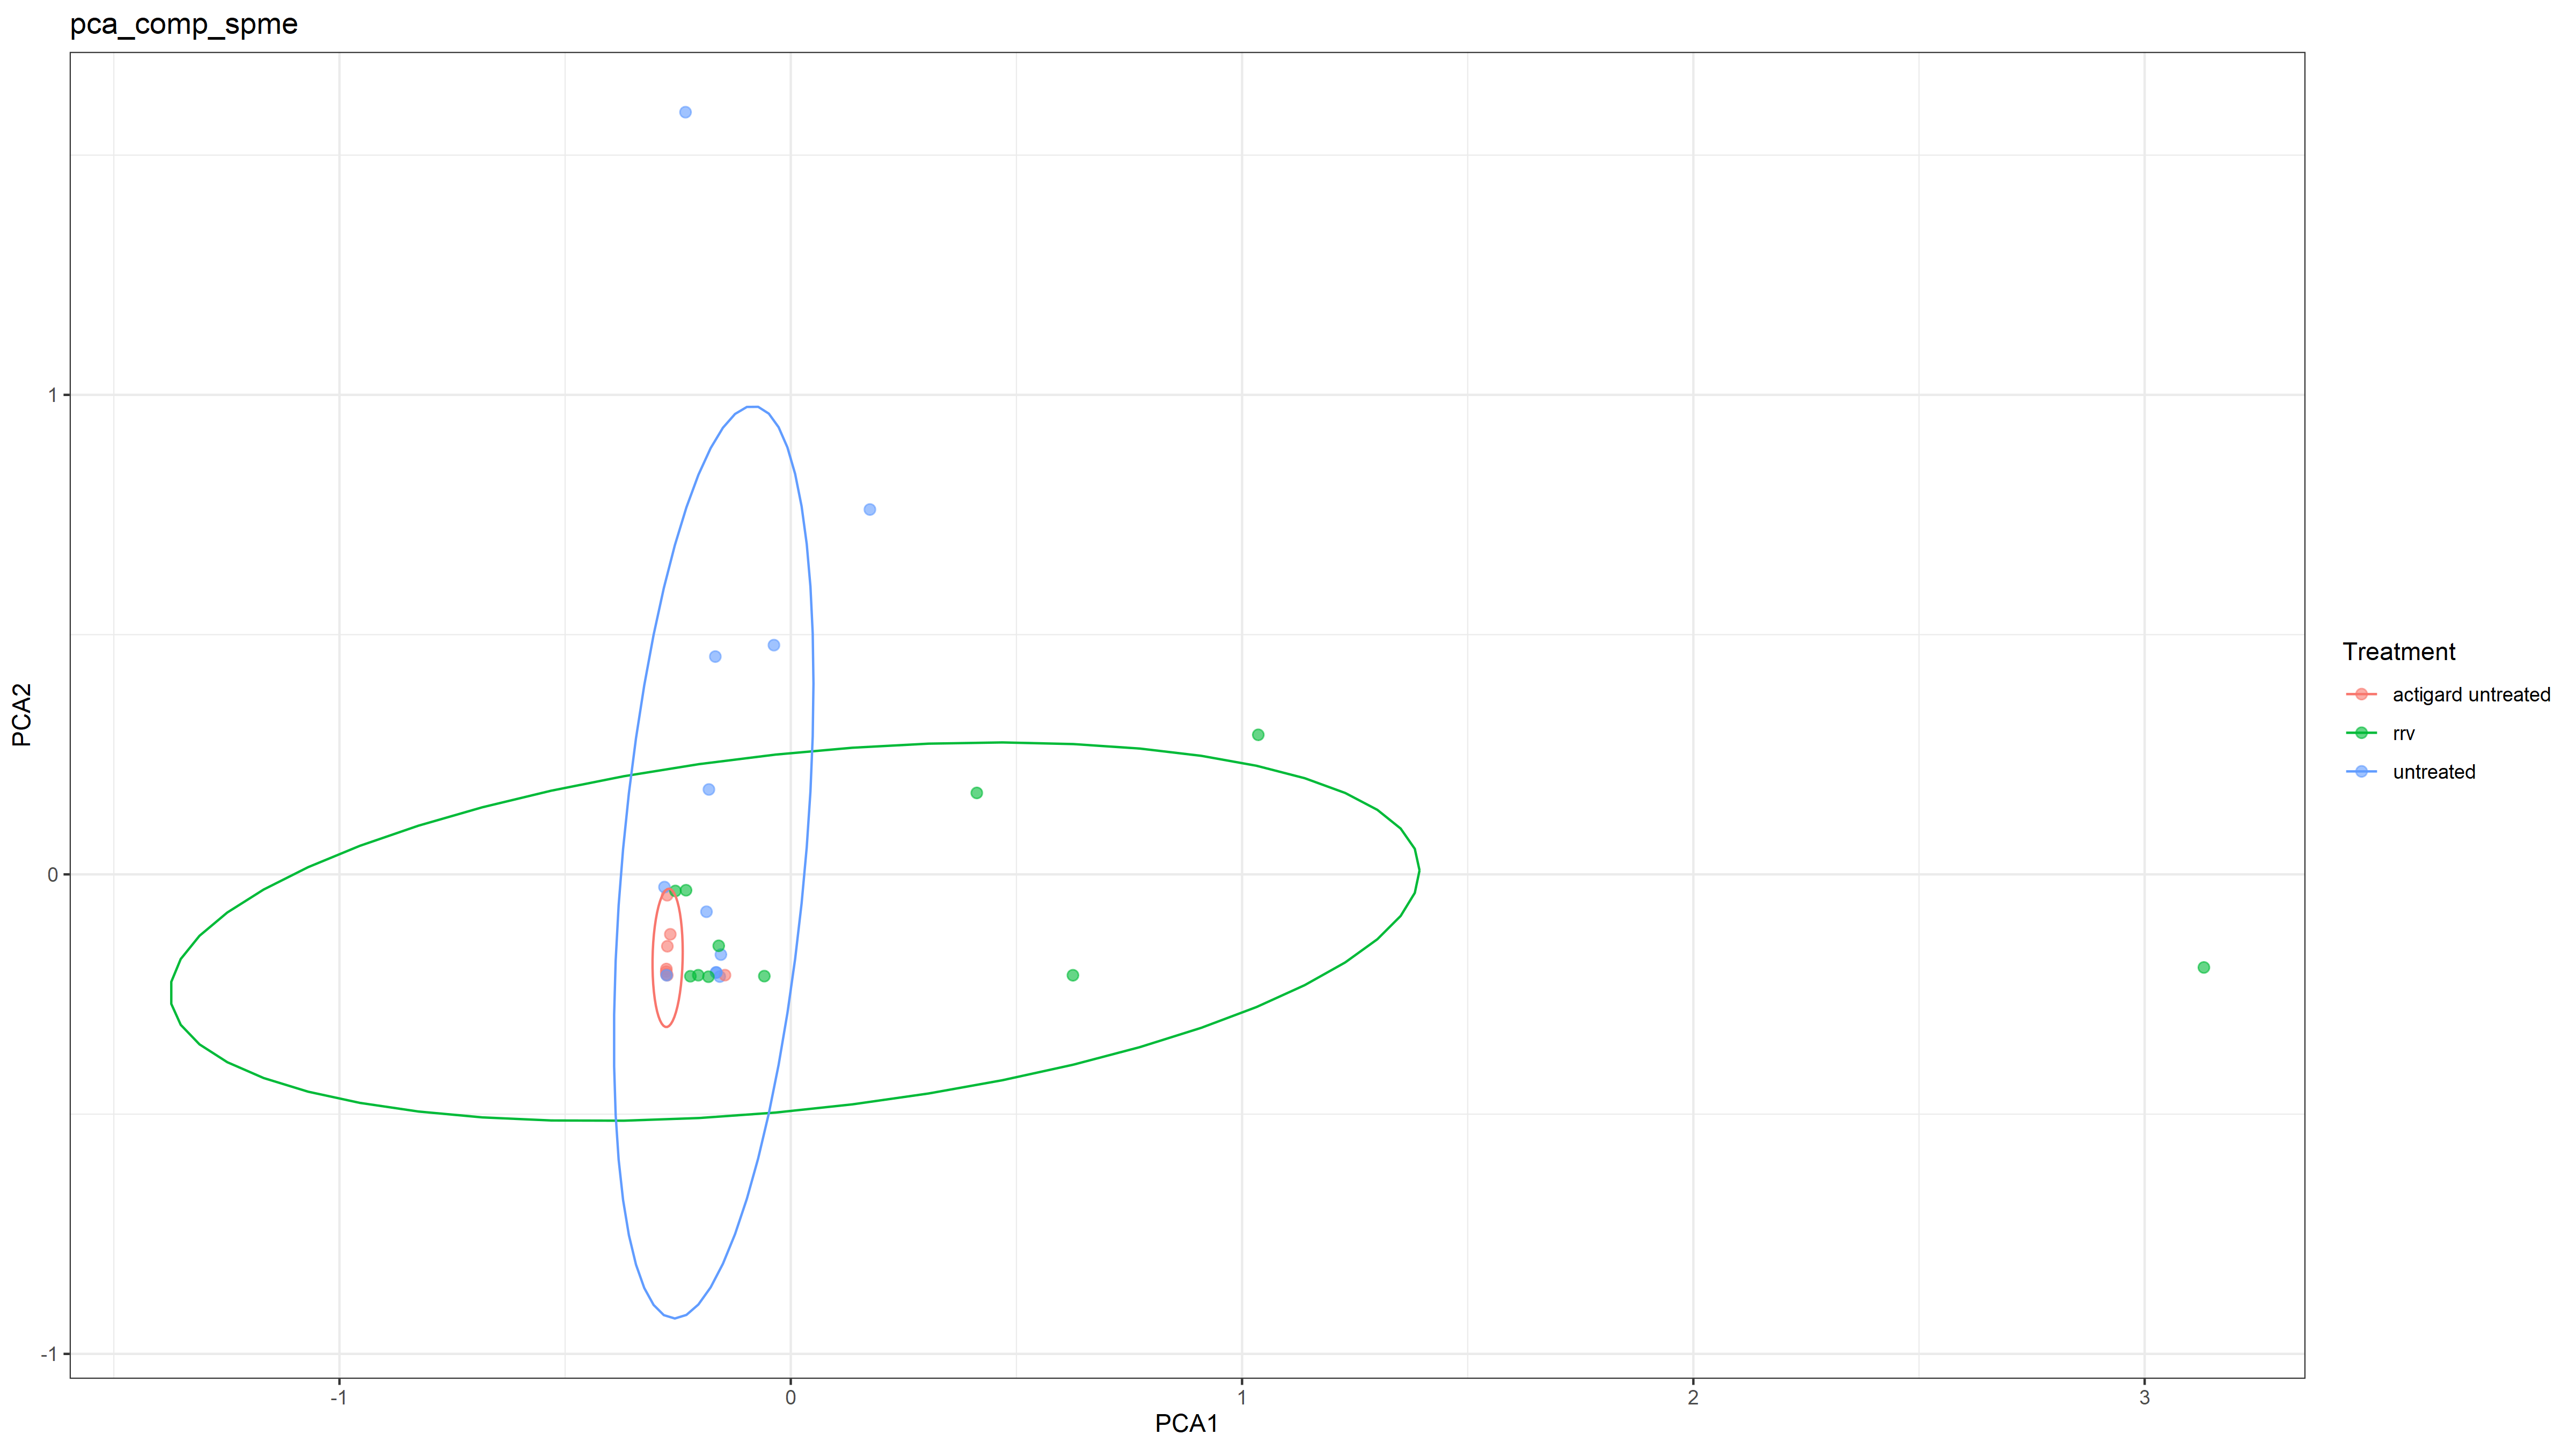 pca_comp_spme
PCA2
1
0
-1
-1
0
1
2
3
PCA1
Treatment
actigard untreated
rrv
untreated